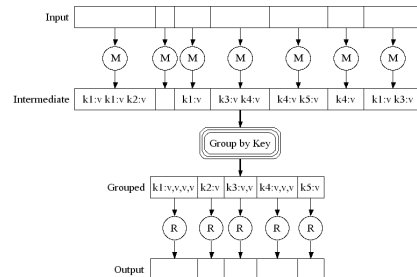 Input
M M M M M M M
Intermediate k1:v k1:v k2:v k1:v k3:v k4:v k4:v k5:v k4:v k1:v k3:v
Group by Key
Grouped k1:v,v,v,v k2:v k3:v,v k4:v,v,v k5:v
R R R R R
Output